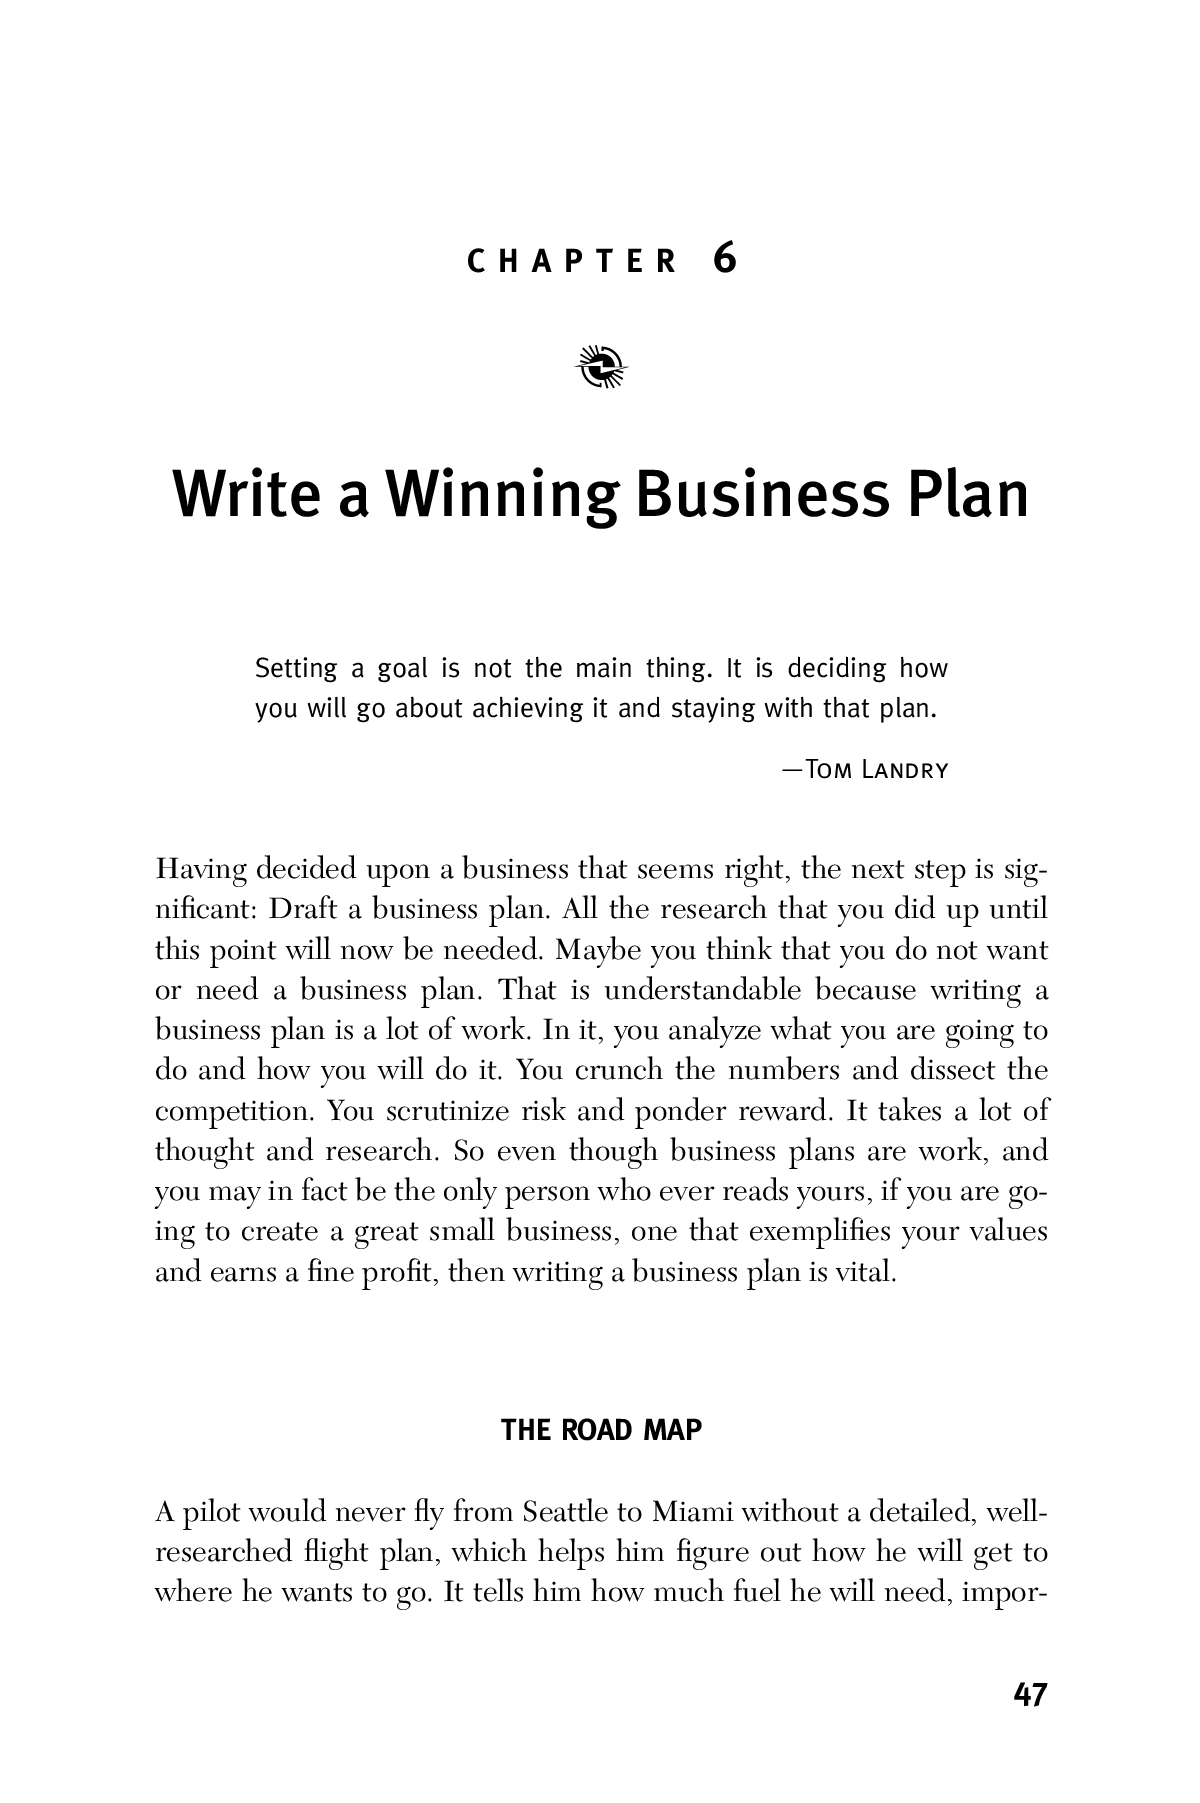 CHAPTER 6
Write a Winning Business Plan
Setting a goal is not the main thing. It is deciding how
you will go about achieving it and staying with that plan.
—Tom Landry
Having decided upon a business that seems right, the next step is sig-
nificant: Draft a business plan. All the research that you did up until
this point will now be needed. Maybe you think that you do not want
or need a business plan. That is understandable because writing a
business plan is a lot of work. In it, you analyze what you are going to
do and how you will do it. You crunch the numbers and dissect the
competition. You scrutinize risk and ponder reward. It takes a lot of
thought and research. So even though business plans are work, and
you may in fact be the only person who ever reads yours, if you are go-
ing to create a great small business, one that exemplifies your values
and earns a fine profit, then writing a business plan is vital.
THE ROAD MAP
A pilot would never fly from Seattle to Miami without a detailed, well-
researched flight plan, which helps him figure out how he will get to
where he wants to go. It tells him how much fuel he will need, impor-
47